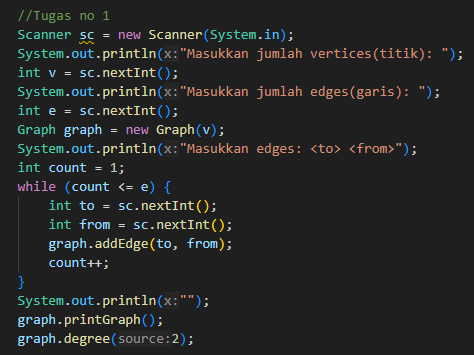 //Tugas no 1
Scanner sc = new Scanner(System.in);
System.out.println(x:"Masukkan jumlah vertices(titik): ");
int v = sc.nextInt();
System.out.println(x:"Masukkan jumlah edges(garis): ");
int e = sc.nextInt();
Graph graph = new Graph(v);
System.out.println(x:"Masukkan edges: <to> <from>");
int count = 1;
while (count <= e) {
    int to = sc.nextInt();
    int from = sc.nextInt();
    graph.addEdge(to, from);
    count++;
}
System.out.println(x:"");
graph.printGraph();
graph.degree(source:2);